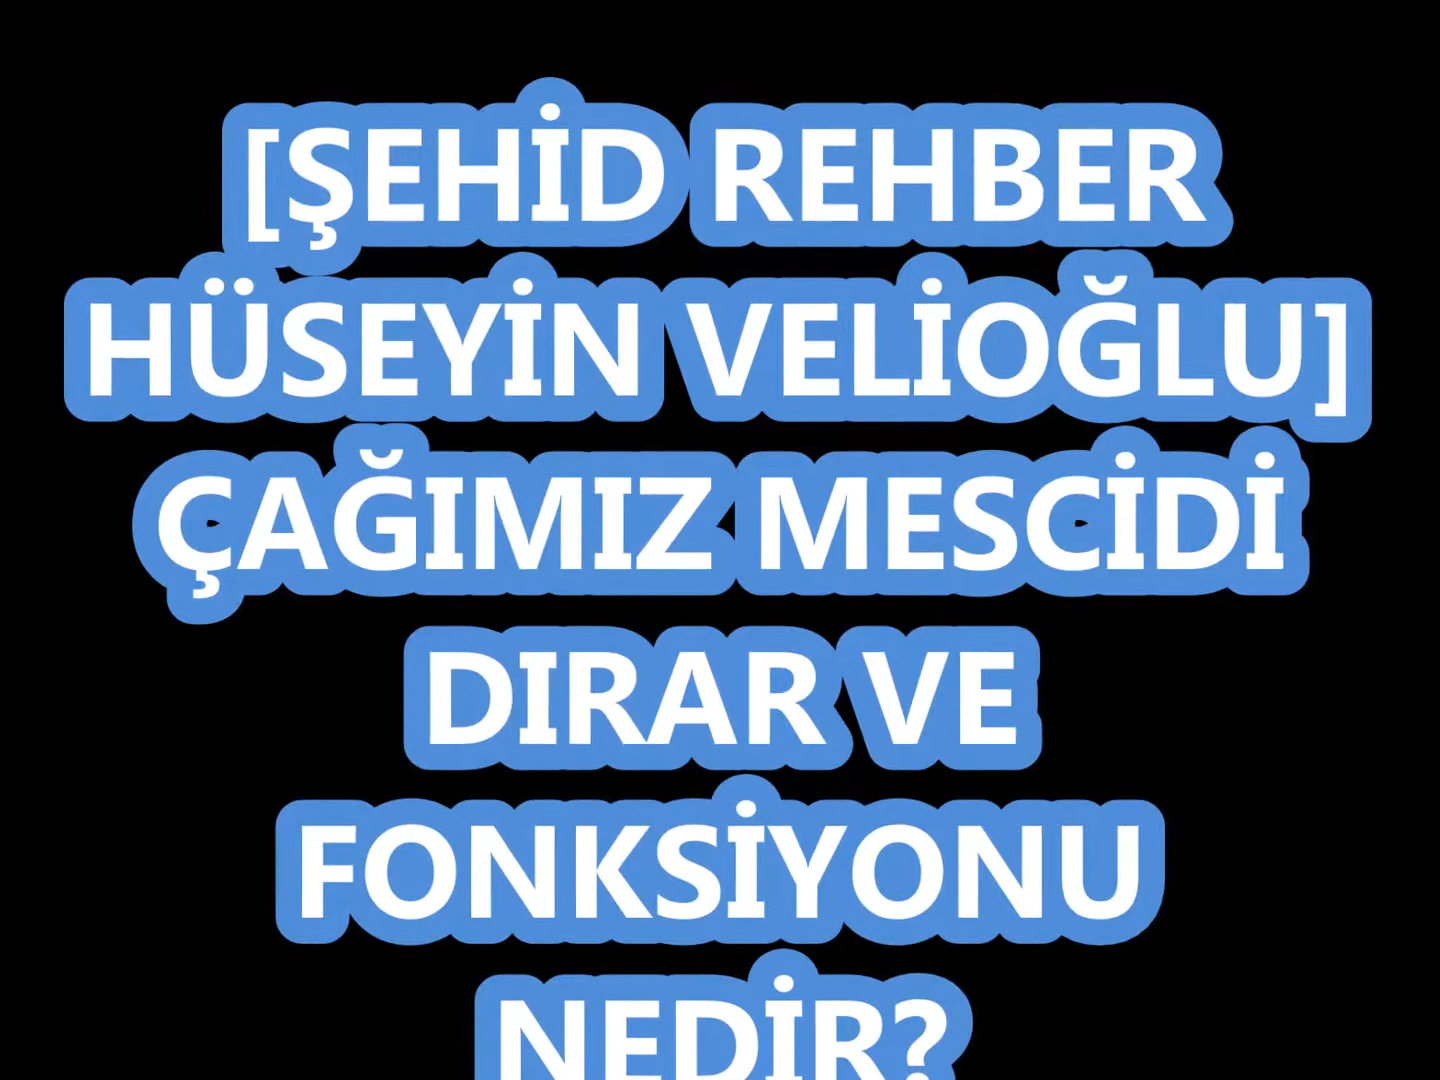 [ŞEHİD REHBER
HÜSEYİN VELİOĞLU]
ÇAĞIMIZ MESCİDİ
DIRAR VE
FONKSİYONU
NEDİR?